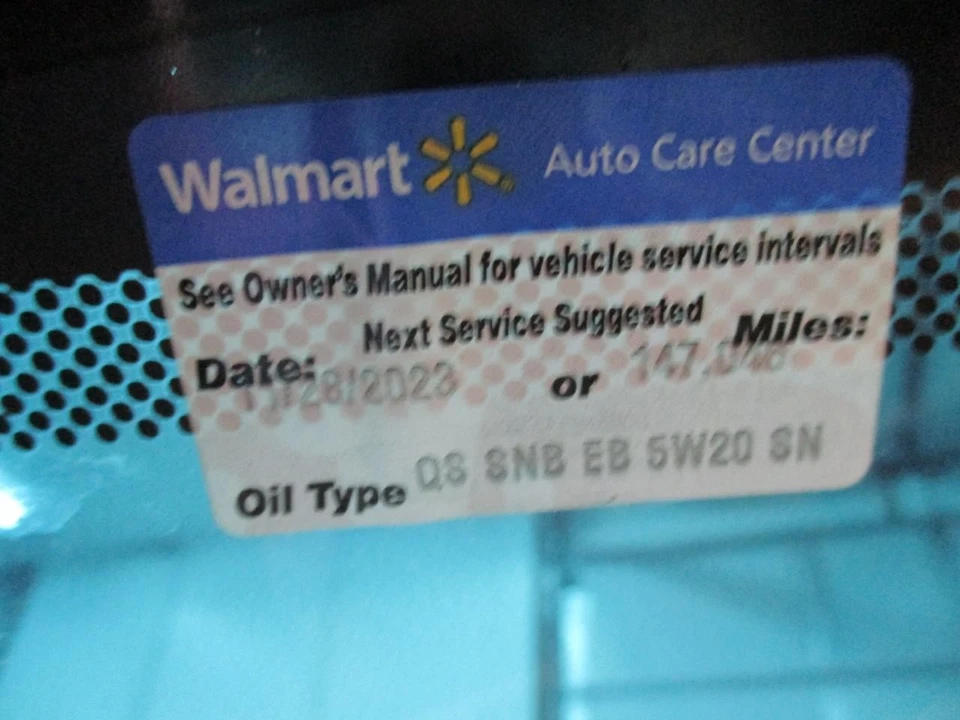 Walmart Auto Care Center
See Owner's Manual for vehicle service intervals
Next Service Suggested
Date: or Miles:
Oil Type QS SNB EB 5W20 SN